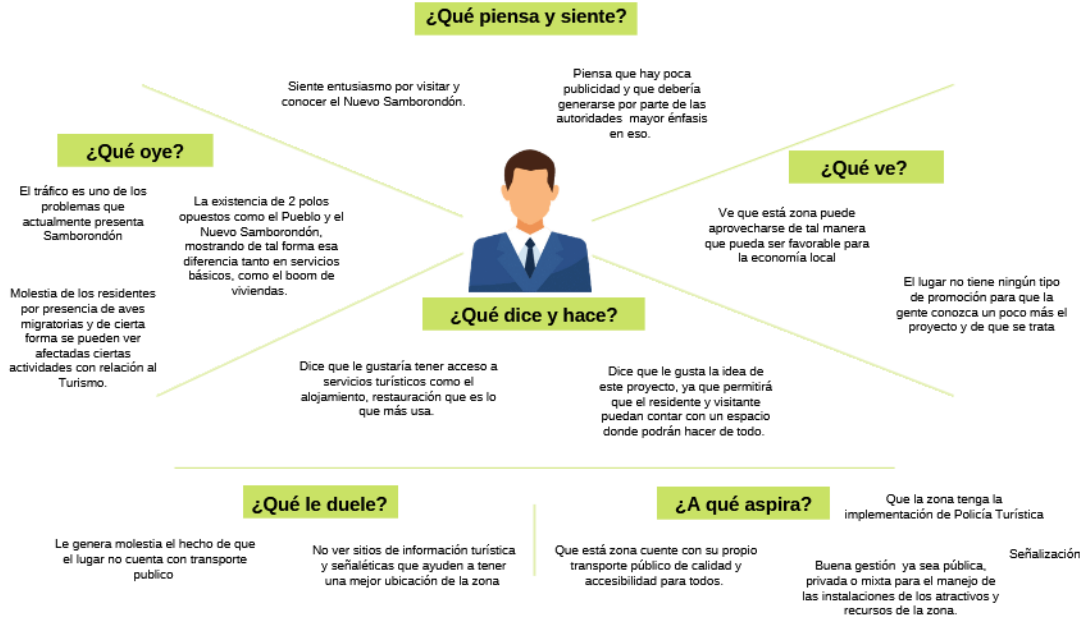 ¿Qué piensa y siente?
Siente entusiasmo por visitar y
conocer el Nuevo Samborondón.
Piensa que hay poca
publicidad y que debería
generarse por parte de las
autoridades mayor énfasis
en eso.
¿Qué oye?
El tráfico es uno de los
problemas que
actualmente presenta
Samborondón
La existencia de 2 polos
opuestos como el Pueblo y el
Nuevo Samborondón,
mostrando de tal forma esa
diferencia tanto en servicios
básicos, como el boom de
viviendas.
Molestia de los residentes
por presencia de aves
migratorias y de cierta
forma se pueden ver
afectadas ciertas
actividades con relación al
Turismo.
¿Qué ve?
Ve que está zona puede
aprovecharse de tal manera
que pueda ser favorable para
la economía local
El lugar no tiene ningún tipo
de promoción para que la
gente conozca un poco más el
proyecto y de que se trata
¿Qué dice y hace?
Dice que le gustaría tener acceso a
servicios turísticos como el
alojamiento, restauración que es lo
que más usa.
Dice que le gusta la idea de
este proyecto, ya que permitirá
que el residente y visitante
puedan contar con un espacio
donde podrán hacer de todo.
¿Qué le duele?
Le genera molestia el hecho de que
el lugar no cuenta con transporte
publico
No ver sitios de información turística
y señaléticas que ayuden a tener
una mejor ubicación de la zona
¿A qué aspira?
Que la zona tenga la
implementación de Policía Turística
Que está zona cuente con su propio
transporte público de calidad y
accesibilidad para todos.
Señalización
Buena gestión ya sea pública,
privada o mixta para el manejo de
las instalaciones de los atractivos y
recursos de la zona.